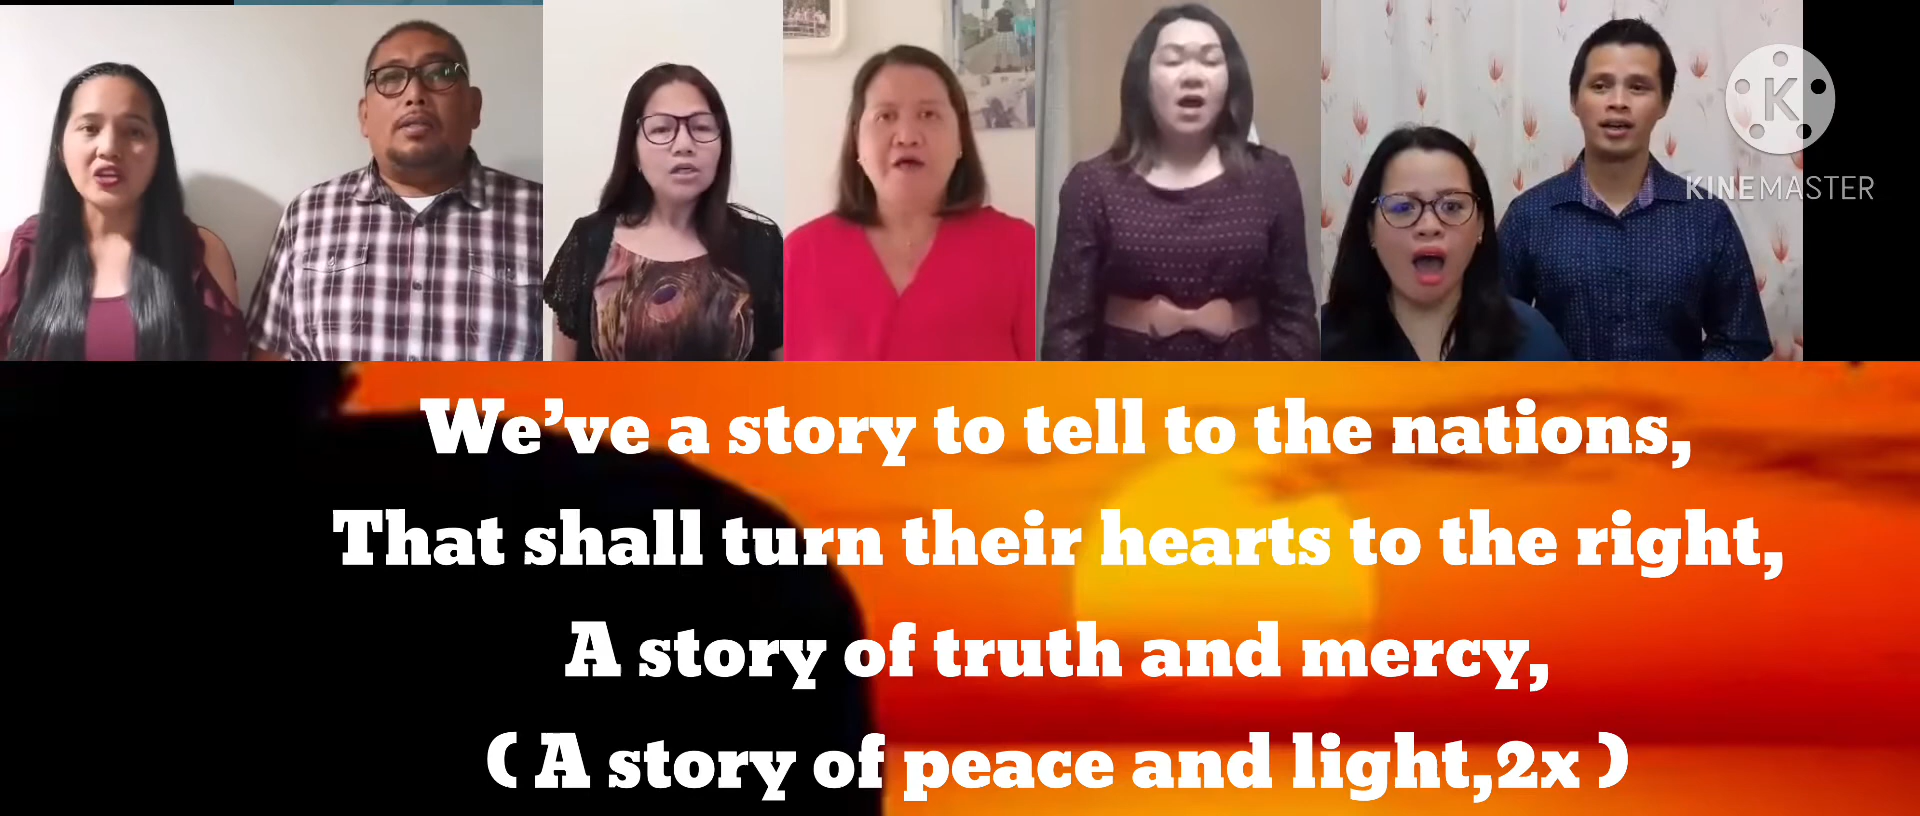 K
KINEMASTER
We've a story to tell to the nations,
That shall turn their hearts to the right,
A story of truth and mercy,
( A story of peace and light,2x )